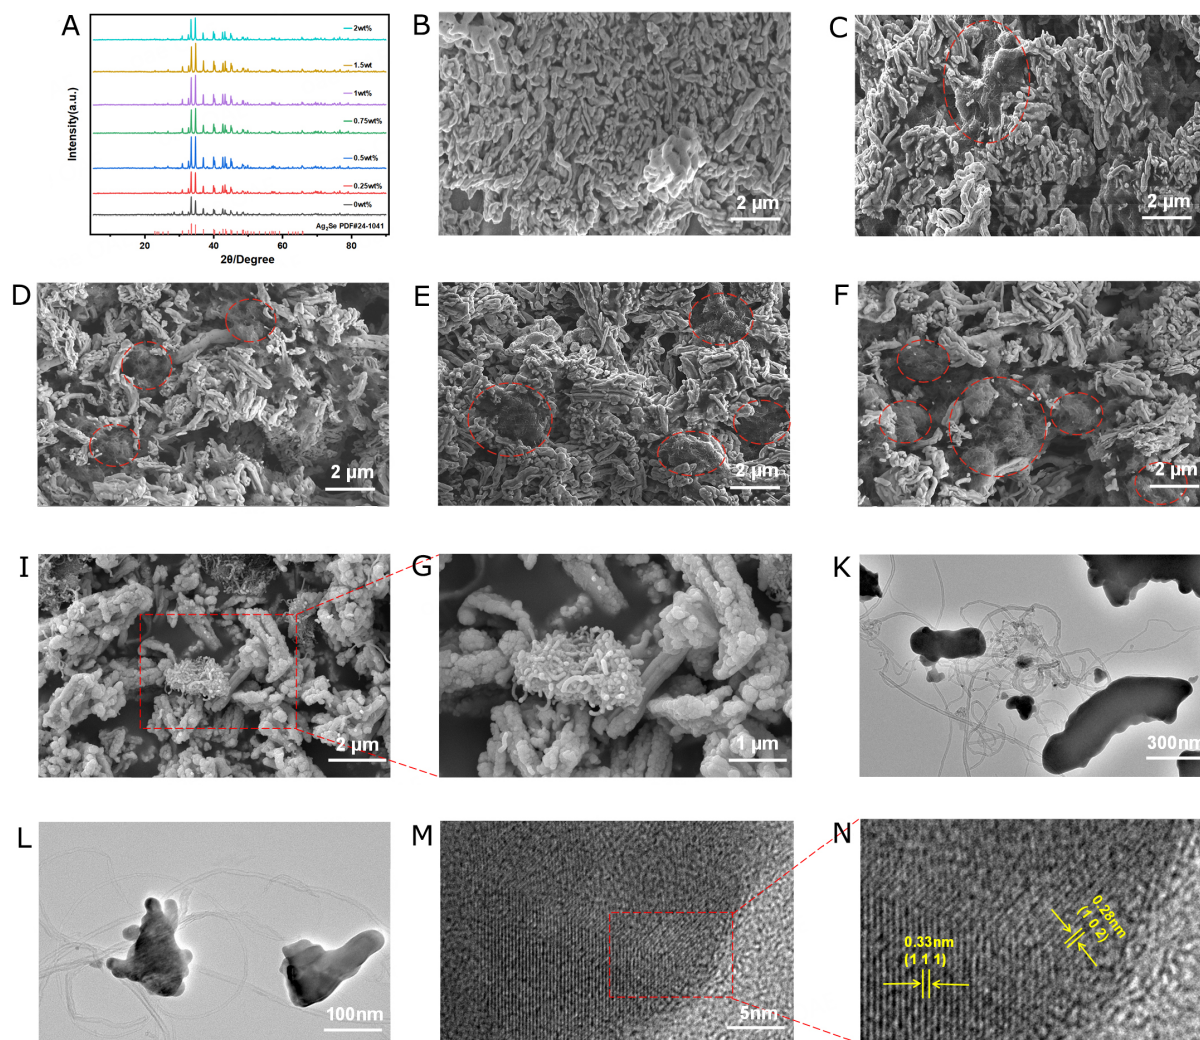 A
2wt%
1.5wt
1wt%
0.75wt%
0.5wt%
0.25wt%
0wt%
Ag₂Se PDF#24-1041
Intensity(a.u.)
20 40 60 80
2θ/Degree
B
2 μm
C
2 μm
D
2 μm
E
2 μm
F
2 μm
I
2 μm
G
1 μm
K
300nm
L
100nm
M
5nm
N
0.33nm
(1 1 1)
0.28nm
(1 0 2)